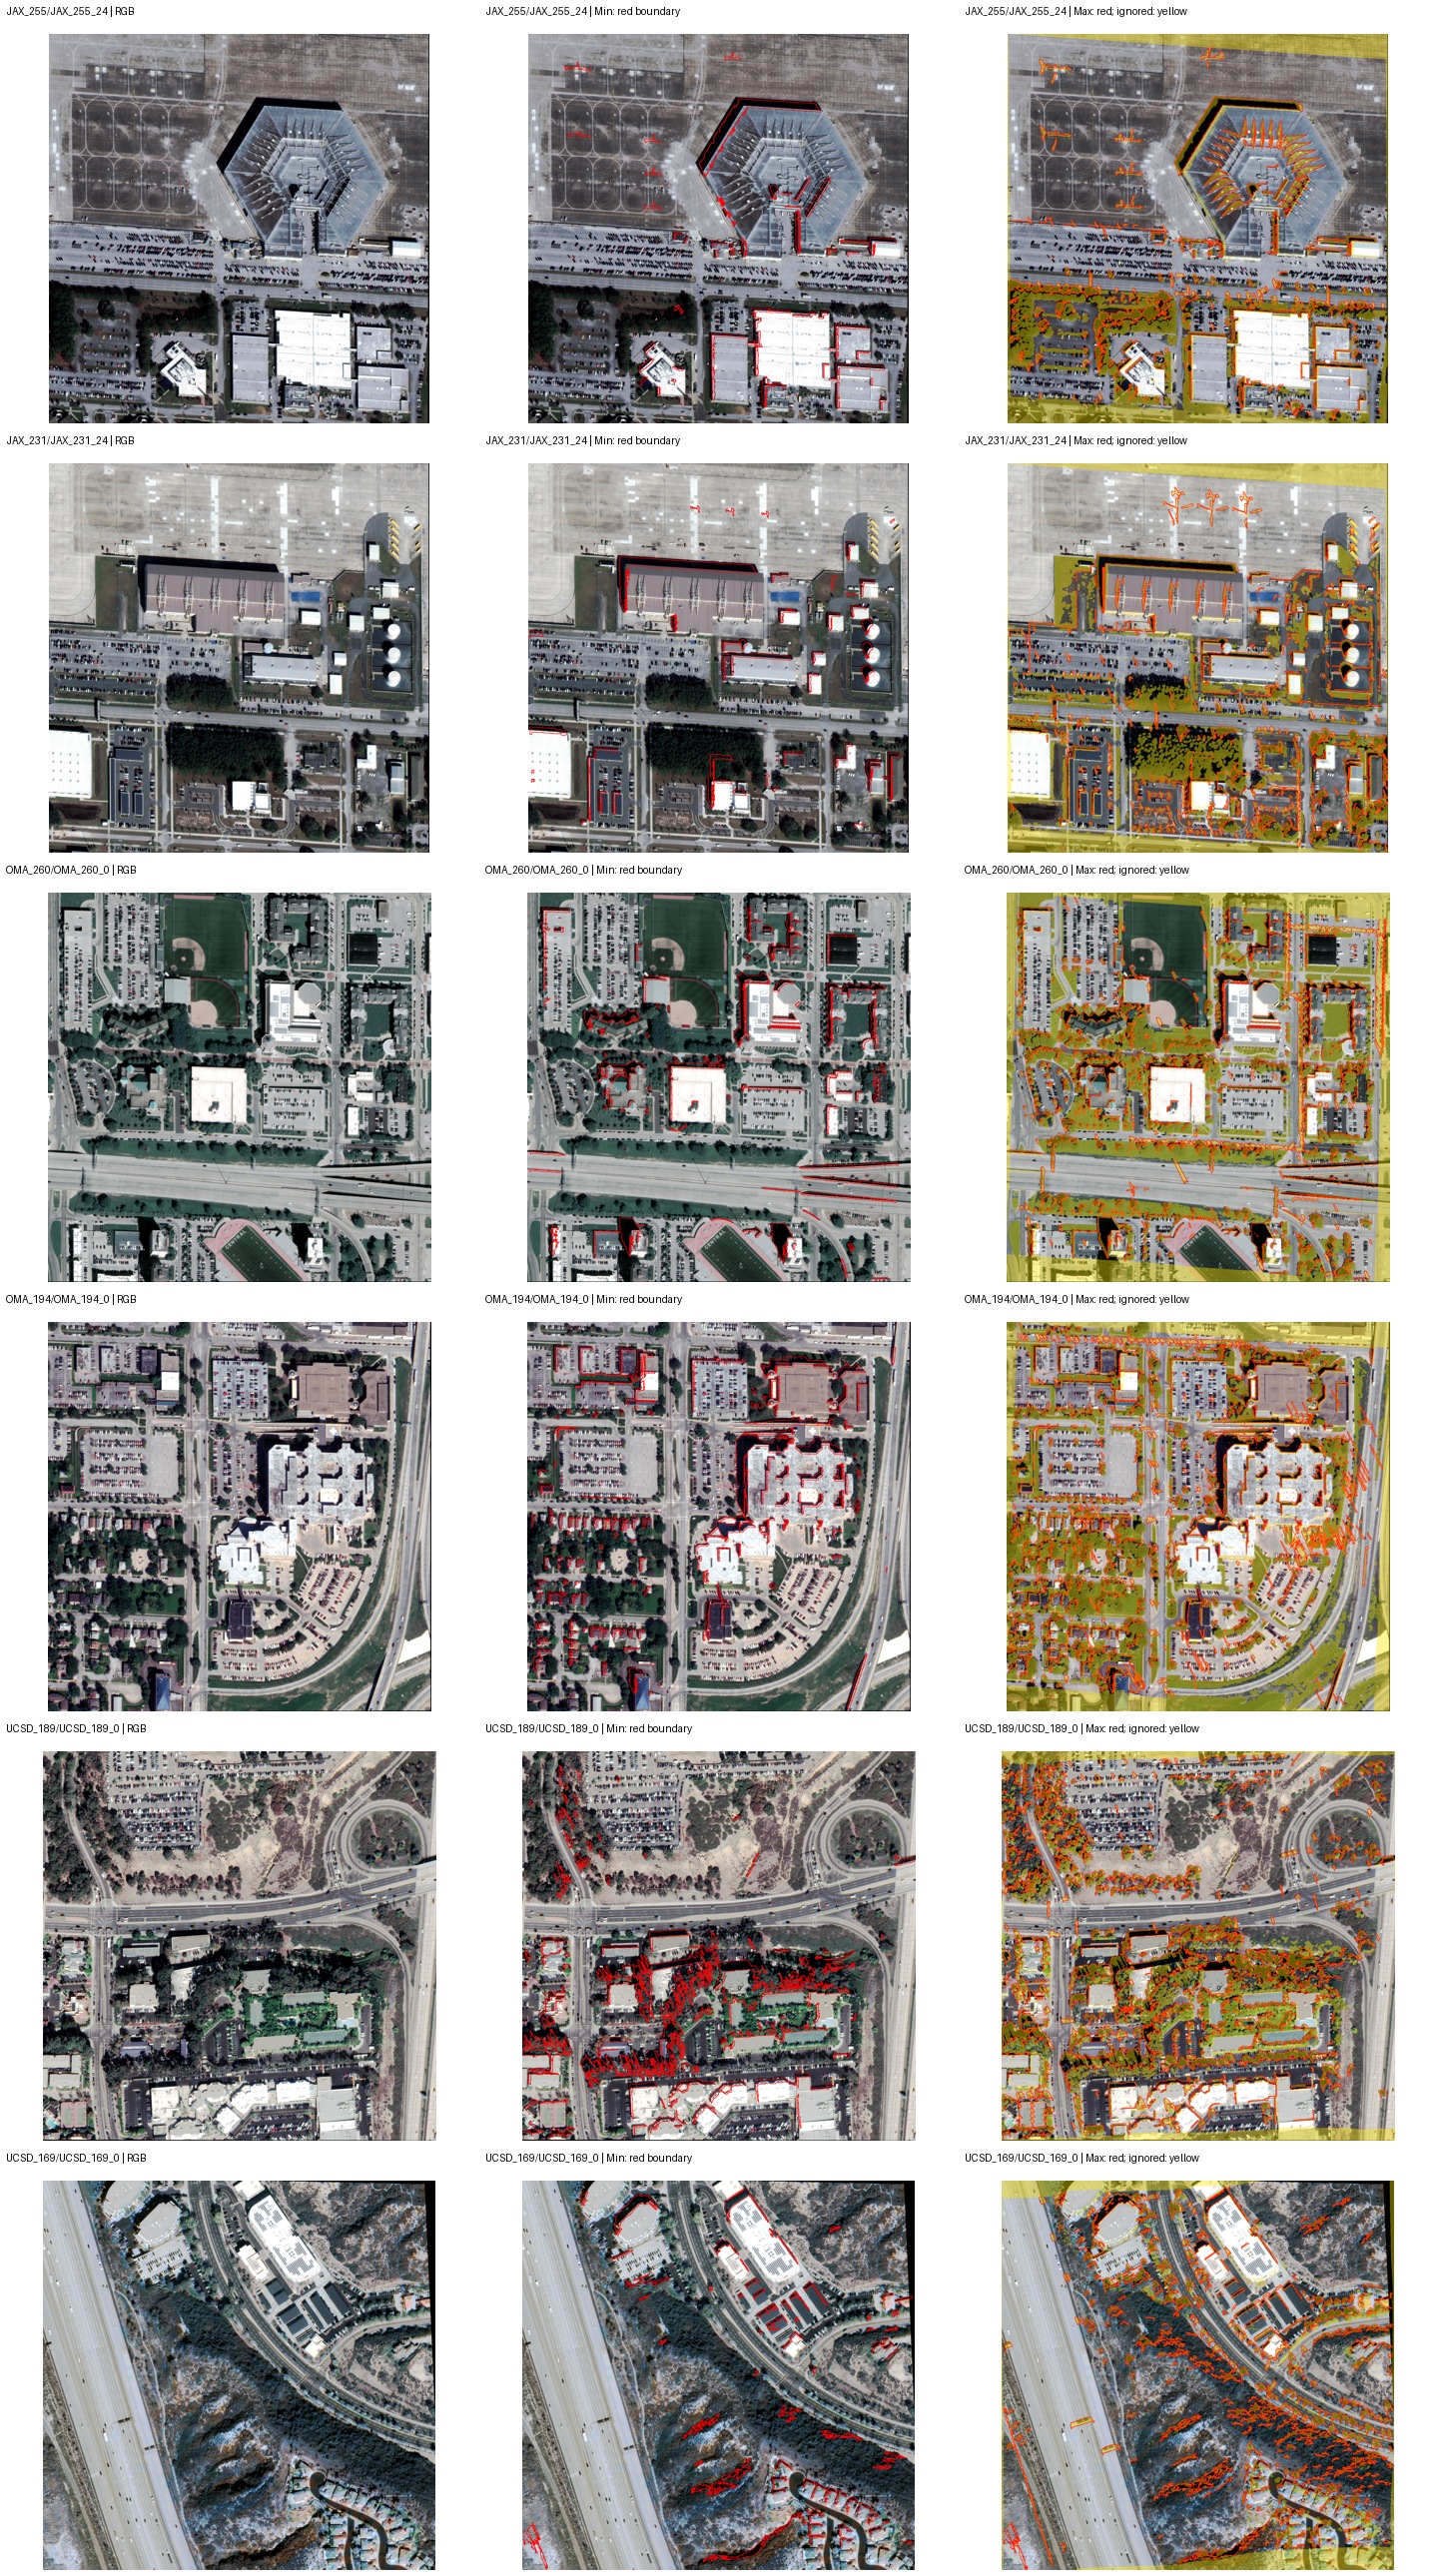 JAX_255/JAX_255_24 | RGB
JAX_255/JAX_255_24 | Min: red boundary
JAX_255/JAX_255_24 | Max: red; ignored: yellow
JAX_231/JAX_231_24 | RGB
JAX_231/JAX_231_24 | Min: red boundary
JAX_231/JAX_231_24 | Max: red; ignored: yellow
OMA_260/OMA_260_0 | RGB
OMA_260/OMA_260_0 | Min: red boundary
OMA_260/OMA_260_0 | Max: red; ignored: yellow
OMA_194/OMA_194_0 | RGB
OMA_194/OMA_194_0 | Min: red boundary
OMA_194/OMA_194_0 | Max: red; ignored: yellow
UCSD_189/UCSD_189_0 | RGB
UCSD_189/UCSD_189_0 | Min: red boundary
UCSD_189/UCSD_189_0 | Max: red; ignored: yellow
UCSD_169/UCSD_169_0 | RGB
UCSD_169/UCSD_169_0 | Min: red boundary
UCSD_169/UCSD_169_0 | Max: red; ignored: yellow